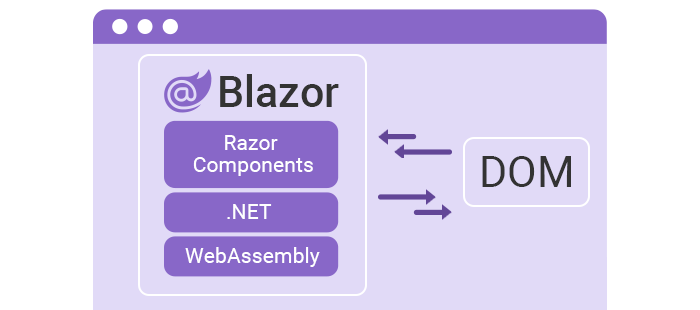 Blazor
Razor
Components
.NET
WebAssembly
DOM